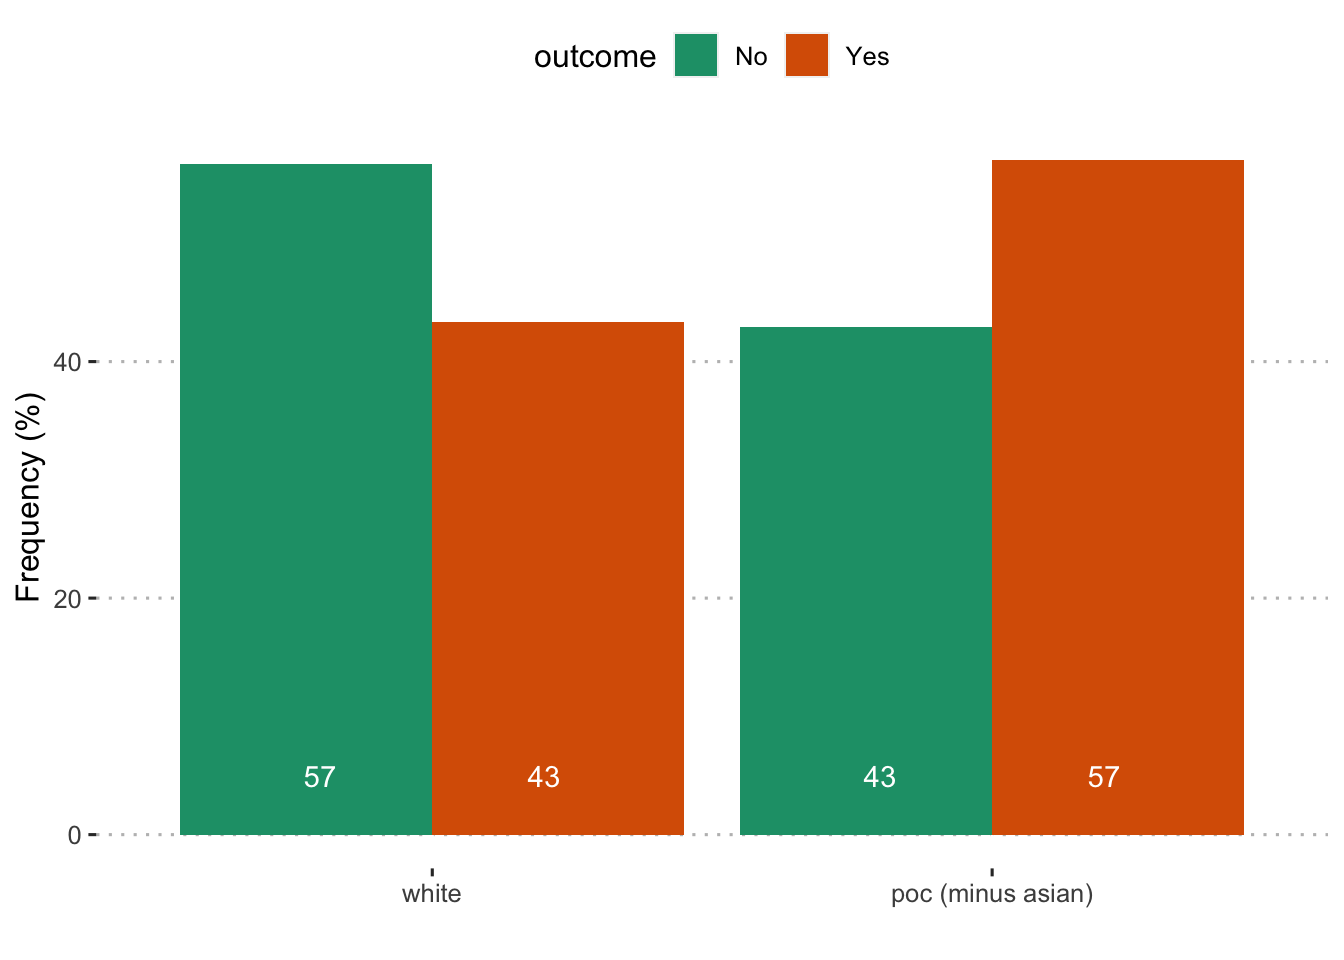 outcome No Yes
Frequency (%)
40
20
0
57 43 43 57
white poc (minus asian)